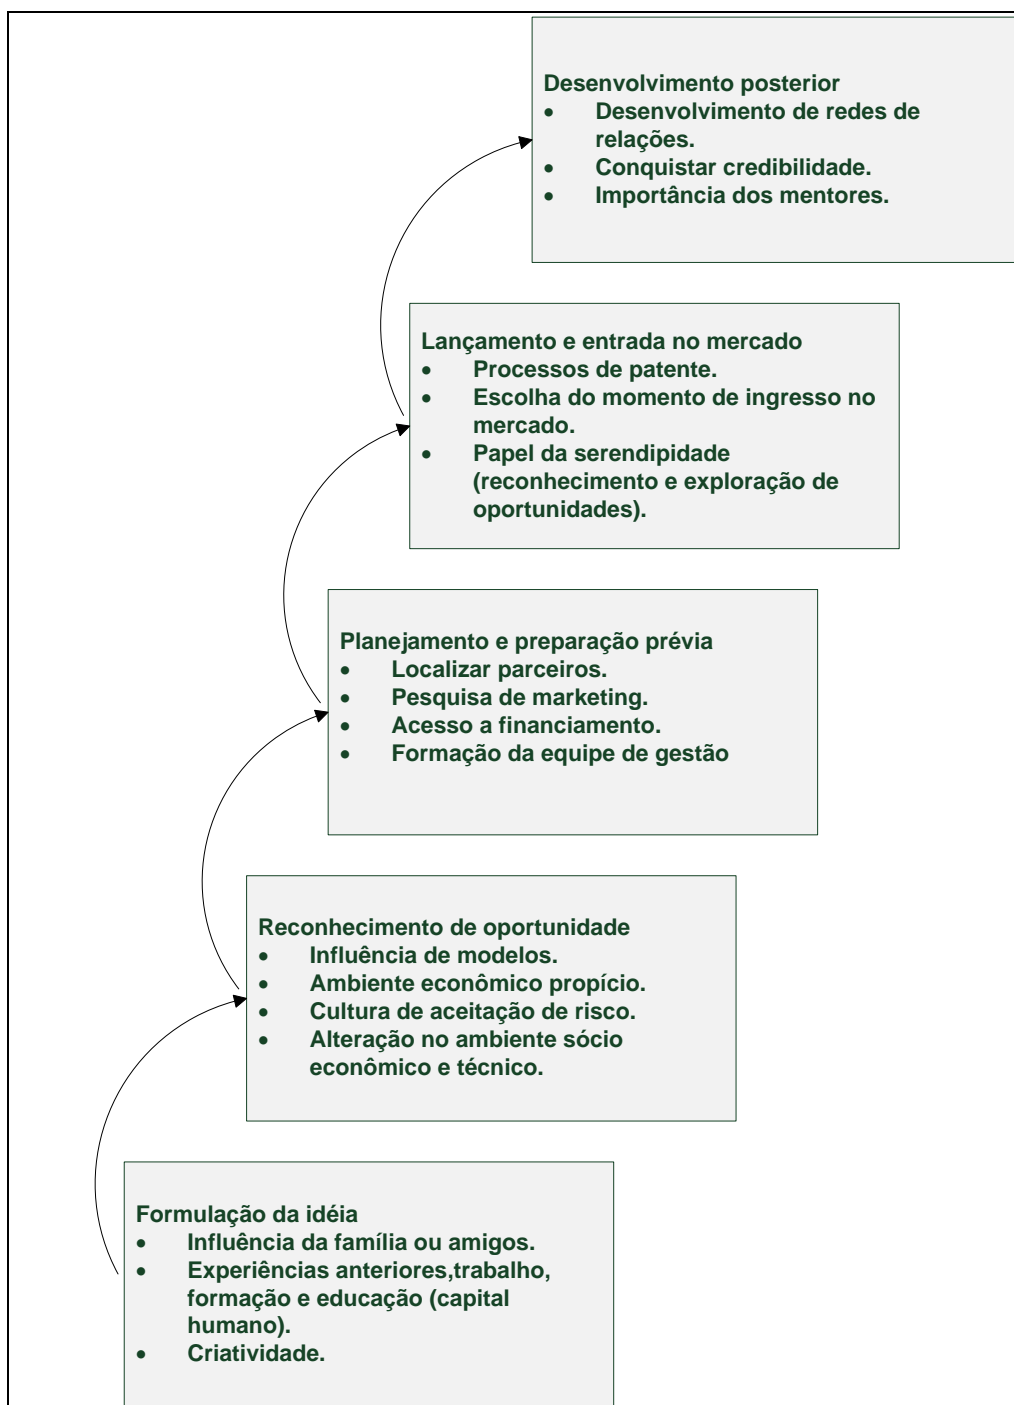 Desenvolvimento posterior
• Desenvolvimento de redes de
relações.
• Conquistar credibilidade.
• Importância dos mentores.
Lançamento e entrada no mercado
• Processos de patente.
• Escolha do momento de ingresso no
mercado.
• Papel da serendipidade
(reconhecimento e exploração de
oportunidades).
Planejamento e preparação prévia
• Localizar parceiros.
• Pesquisa de marketing.
• Acesso a financiamento.
• Formação da equipe de gestão
Reconhecimento de oportunidade
• Influência de modelos.
• Ambiente econômico propício.
• Cultura de aceitação de risco.
• Alteração no ambiente sócio
econômico e técnico.
Formulação da idéia
• Influência da família ou amigos.
• Experiências anteriores,trabalho,
formação e educação (capital
humano).
• Criatividade.